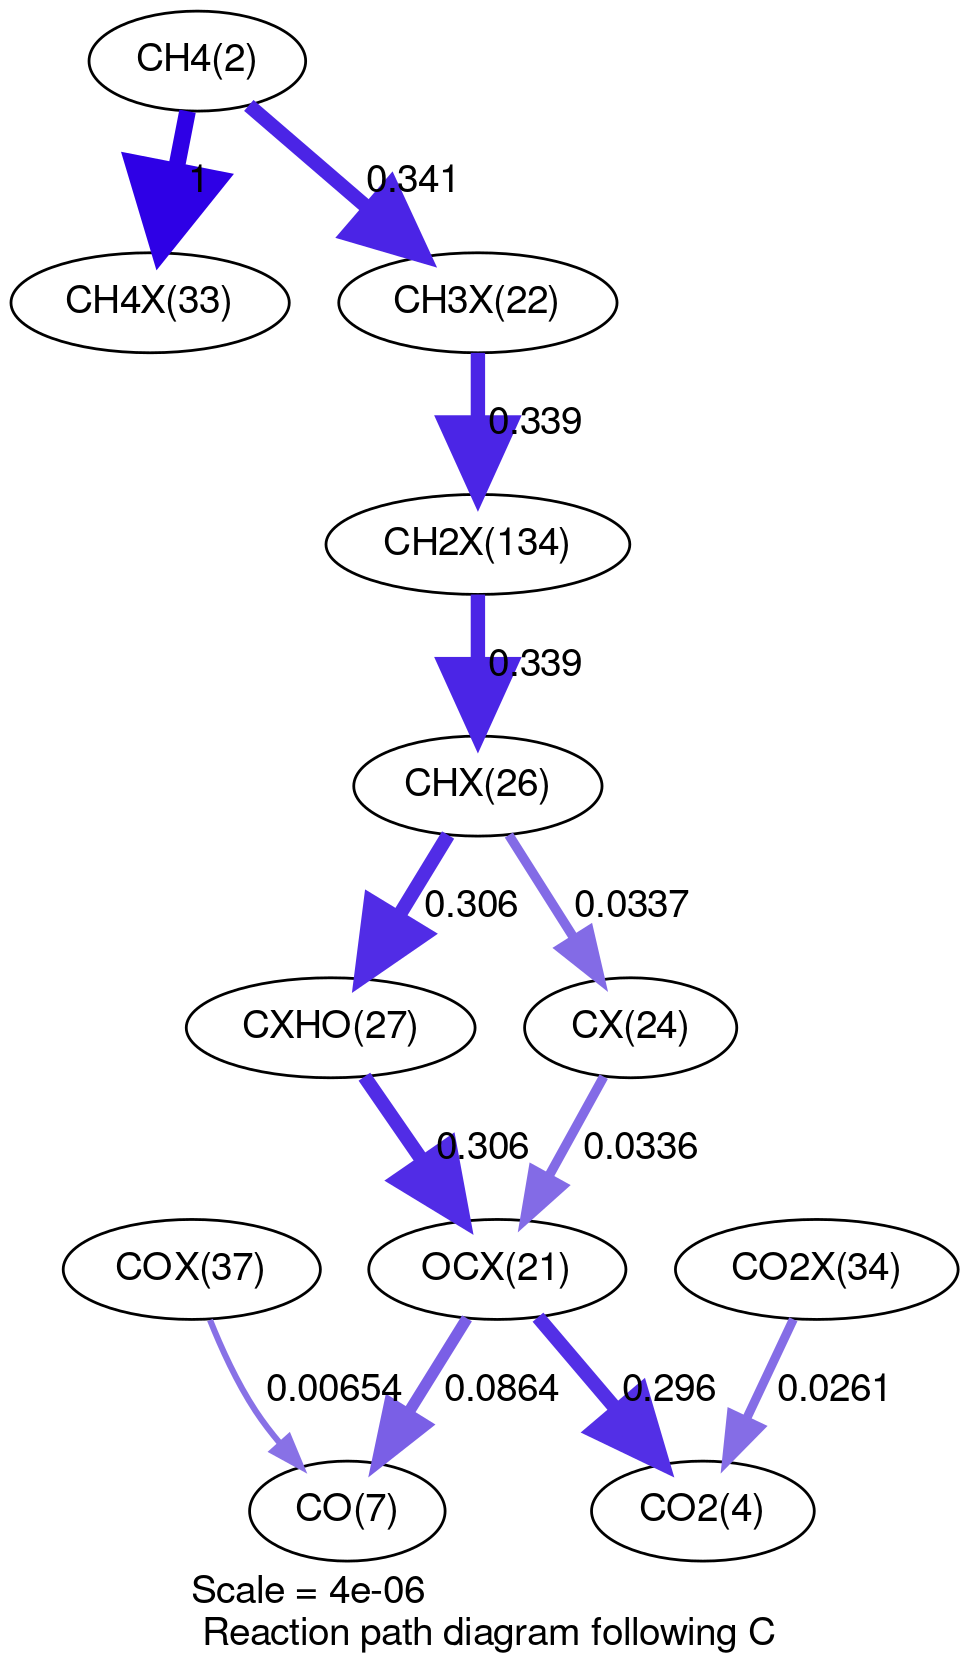 CH4(2)
1
0.341
CH4X(33)
CH3X(22)
0.339
CH2X(134)
0.339
CHX(26)
0.306
0.0337
CXHO(27)
CX(24)
0.306
0.0336
COX(37)
OCX(21)
CO2X(34)
0.00654
0.0864
0.296
0.0261
CO(7)
CO2(4)
Scale = 4e-06
Reaction path diagram following C